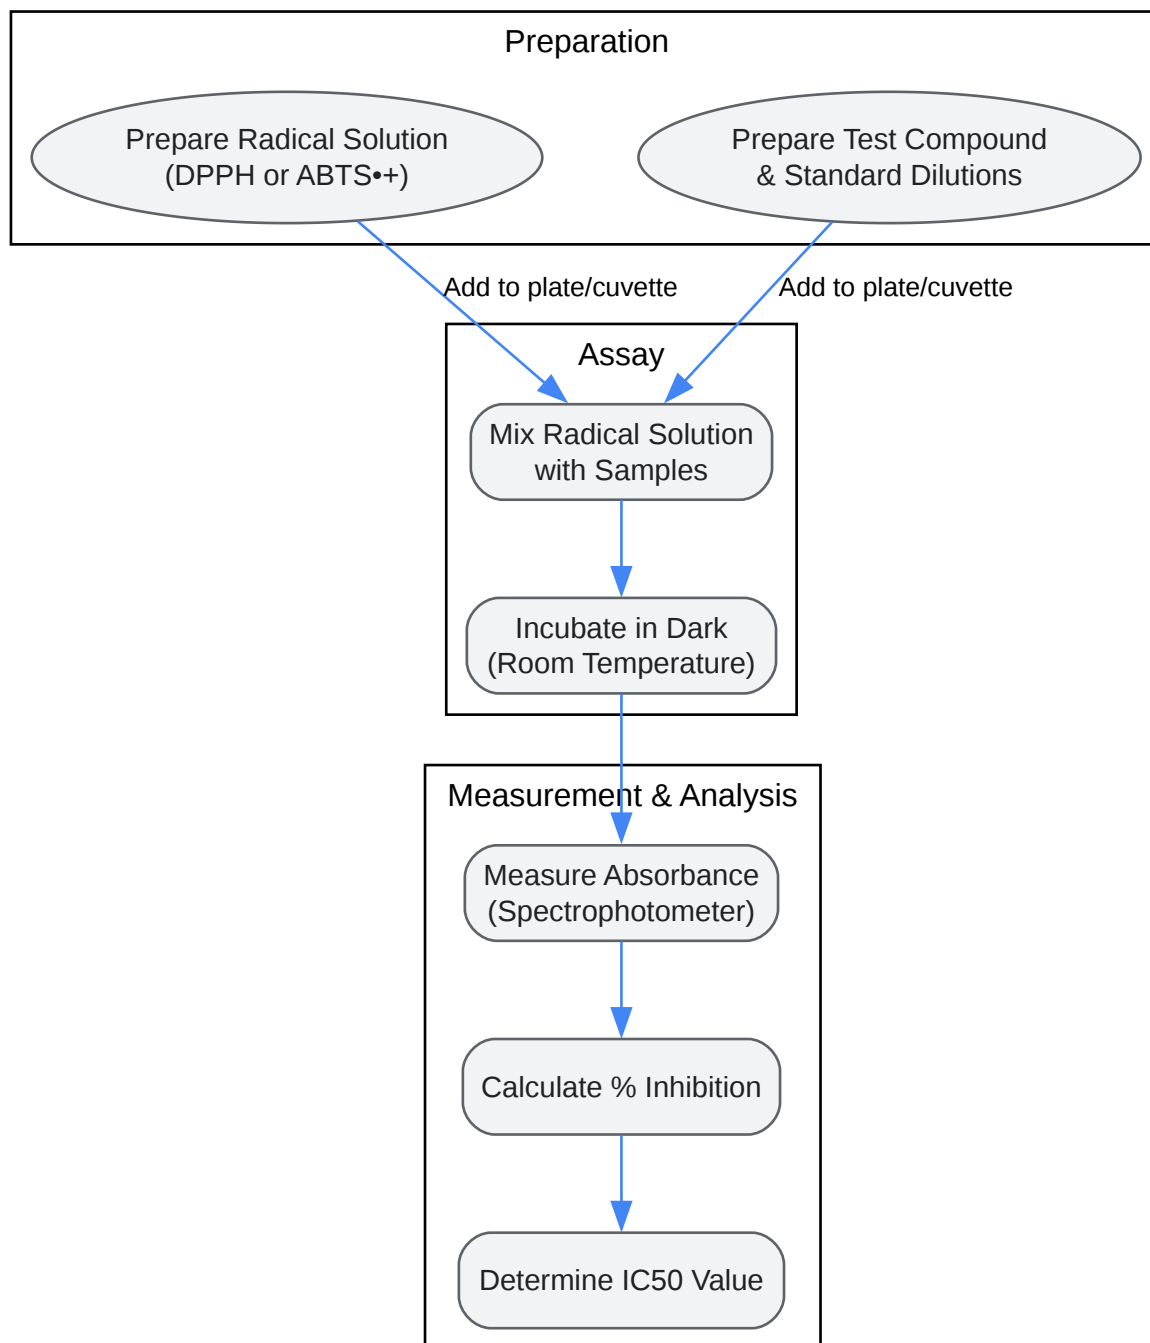 Preparation
Prepare Radical Solution
(DPPH or ABTS•+)
Prepare Test Compound
& Standard Dilutions
Add to plate/cuvette
Add to plate/cuvette
Assay
Mix Radical Solution
with Samples
Incubate in Dark
(Room Temperature)
Measurement & Analysis
Measure Absorbance
(Spectrophotometer)
Calculate % Inhibition
Determine IC50 Value